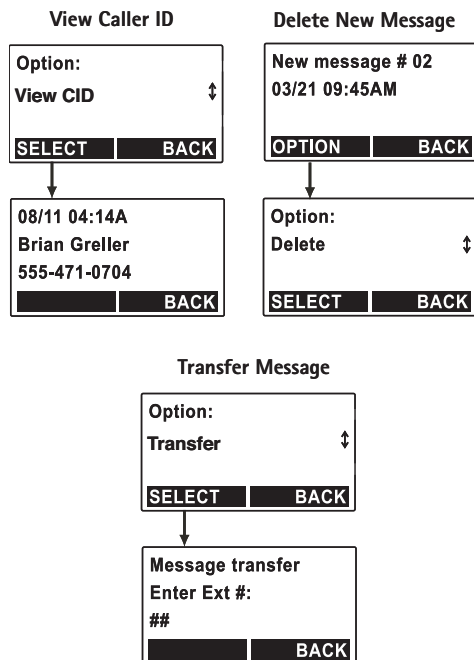 View Caller ID
Option:
View CID
SELECT BACK
08/11 04:14A
Brian Greller
555-471-0704
BACK
Delete New Message
New message # 02
03/21 09:45AM
OPTION BACK
Option:
Delete
SELECT BACK
Transfer Message
Option:
Transfer
SELECT BACK
Message transfer
Enter Ext #:
##
BACK